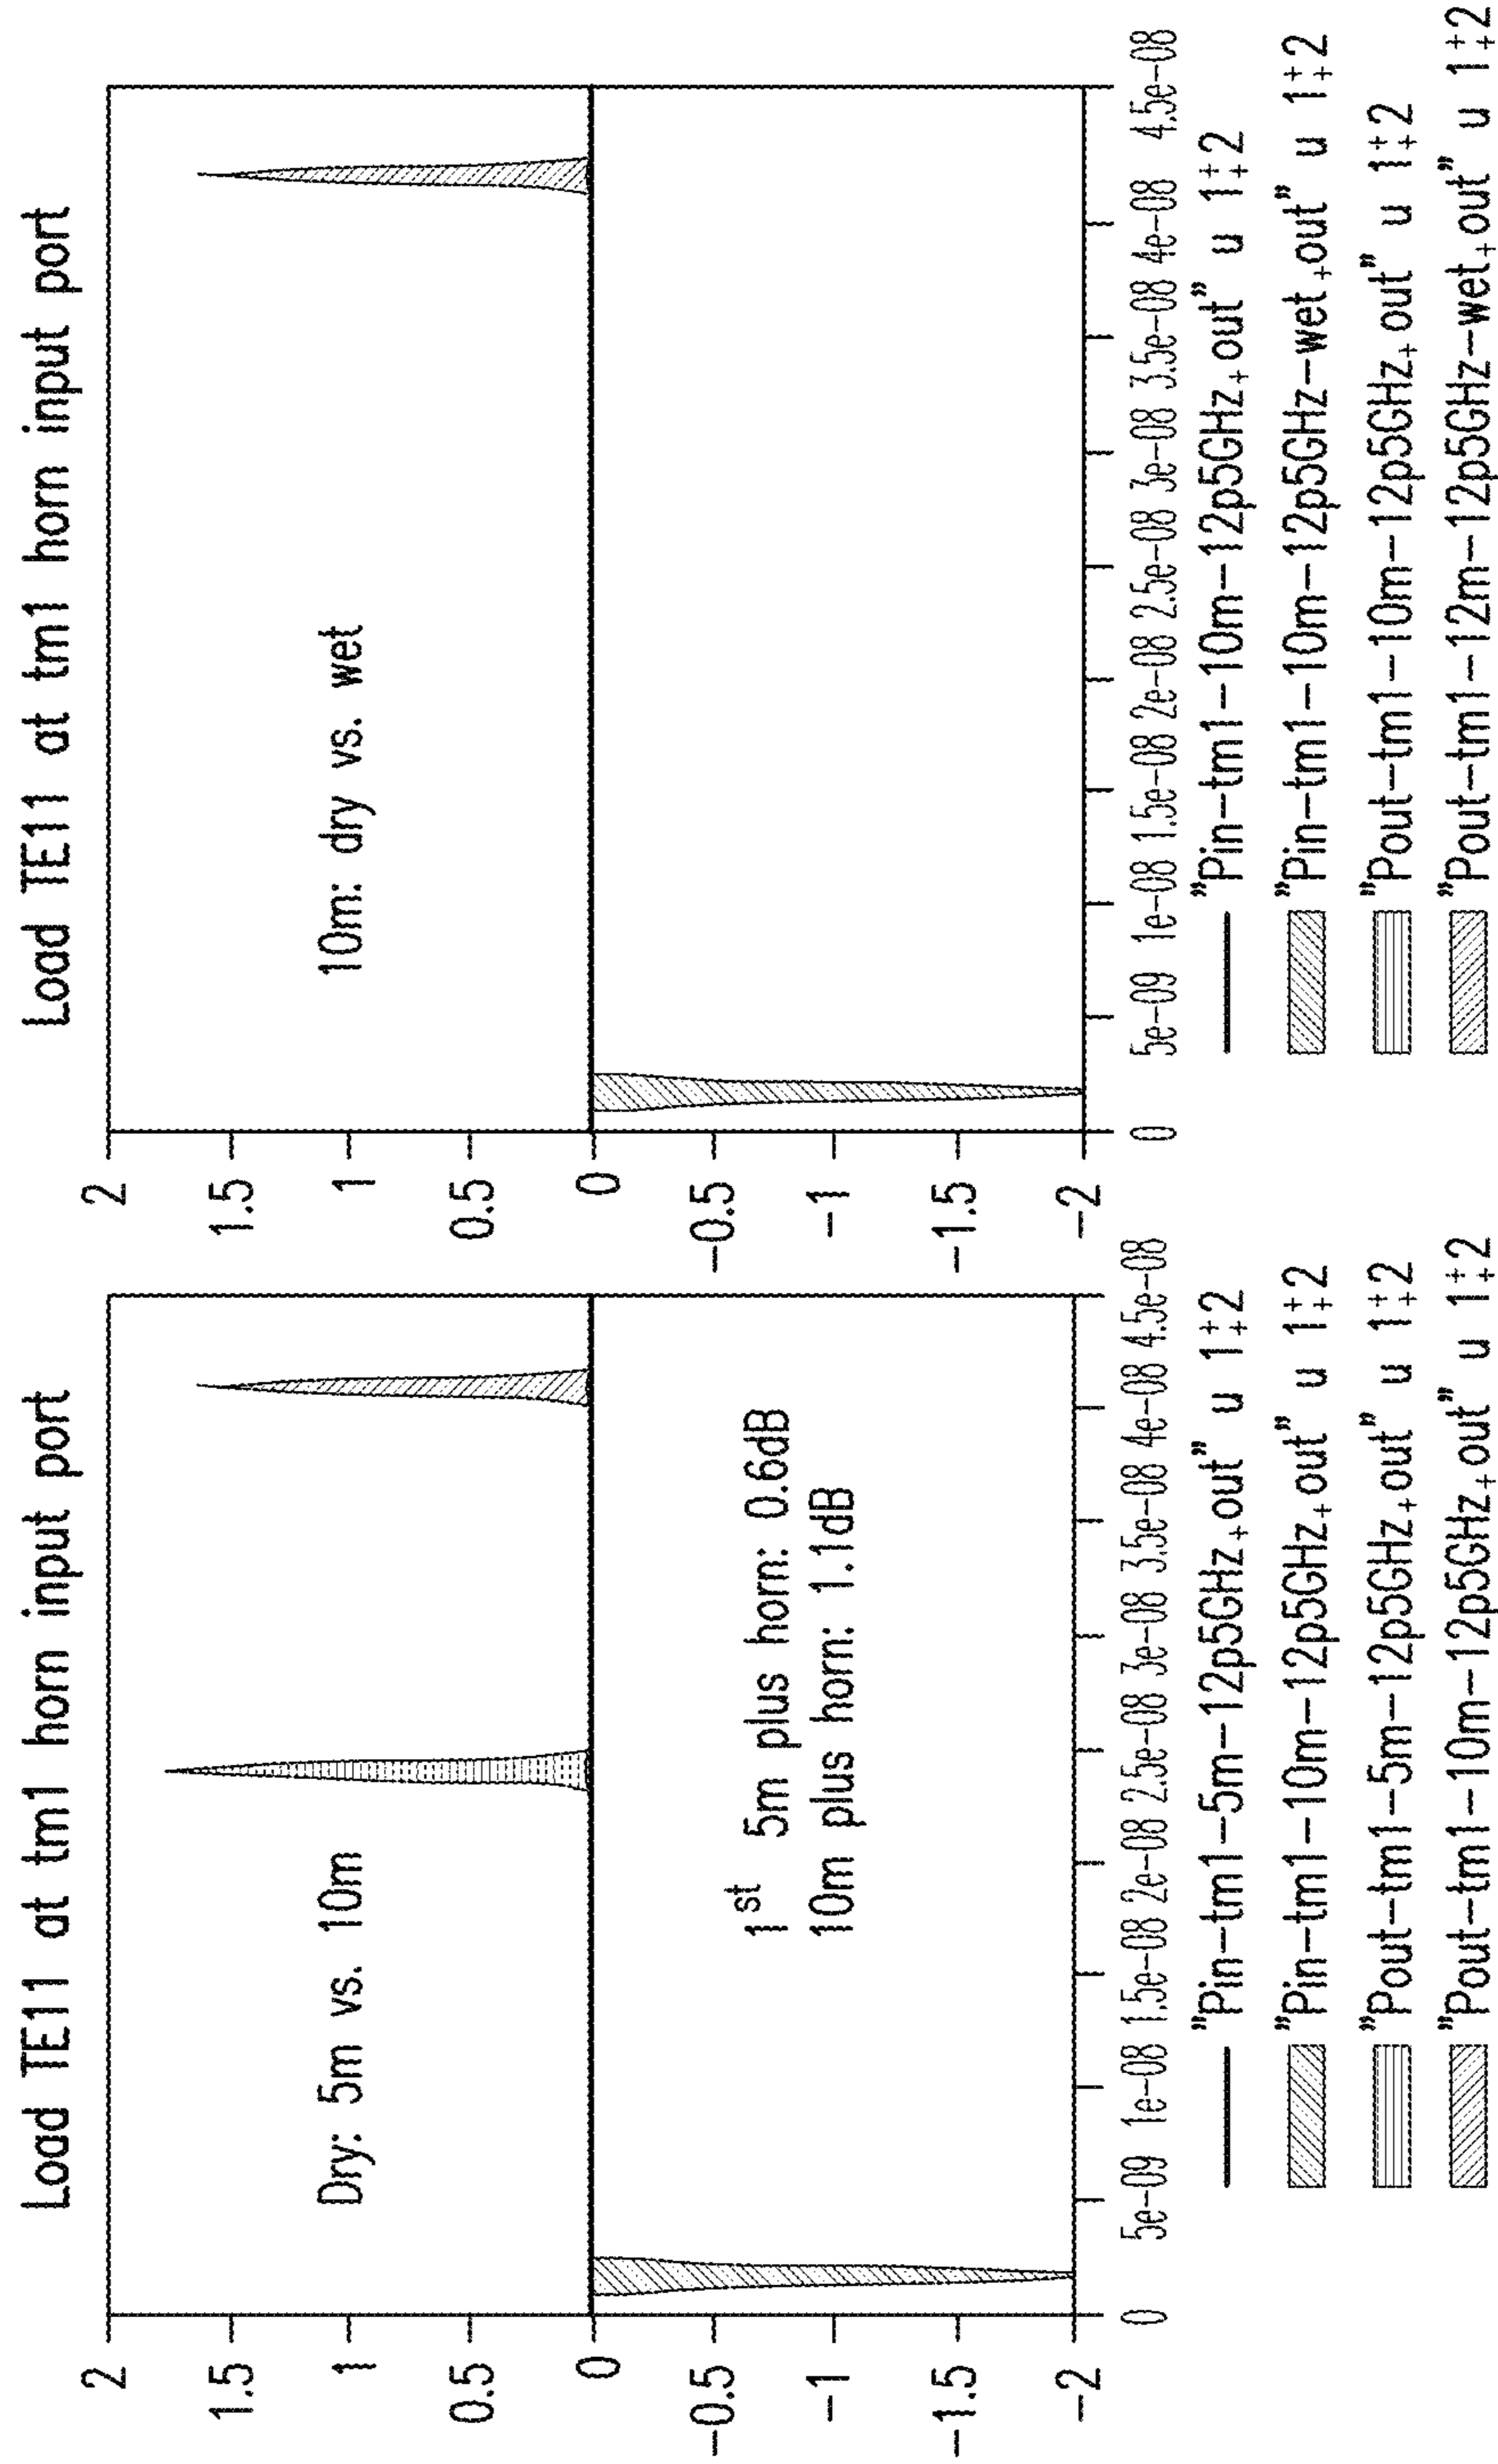 Load TE11 at tm1 horn input port
2
1.5
1
0.5
0
−0.5
−1
−1.5
−2
Dry: 5m vs. 10m
1st 5m plus horn: 0.6dB
10m plus horn: 1.1dB
0 5e−09 1e−08 1.5e−08 2e−08 2.5e−08 3e−08 3.5e−08 4e−08 4.5e−08
"Pin−tm1−5m−12p5GHz+out" u 1‡2
"Pin−tm1−10m−12p5GHz+out" u 1‡2
"Pout−tm1−5m−12p5GHz+out" u 1‡2
"Pout−tm1−10m−12p5GHz+out" u 1‡2
Load TE11 at tm1 horn input port
2
1.5
1
0.5
0
−0.5
−1
−1.5
−2
10m: dry vs. wet
0 5e−09 1e−08 1.5e−08 2e−08 2.5e−08 3e−08 3.5e−08 4e−08 4.5e−08
"Pin−tm1−10m−12p5GHz+out" u 1‡2
"Pin−tm1−10m−12p5GHz−wet+out" u 1‡2
"Pout−tm1−10m−12p5GHz+out" u 1‡2
"Pout−tm1−12m−12p5GHz−wet+out" u 1‡2